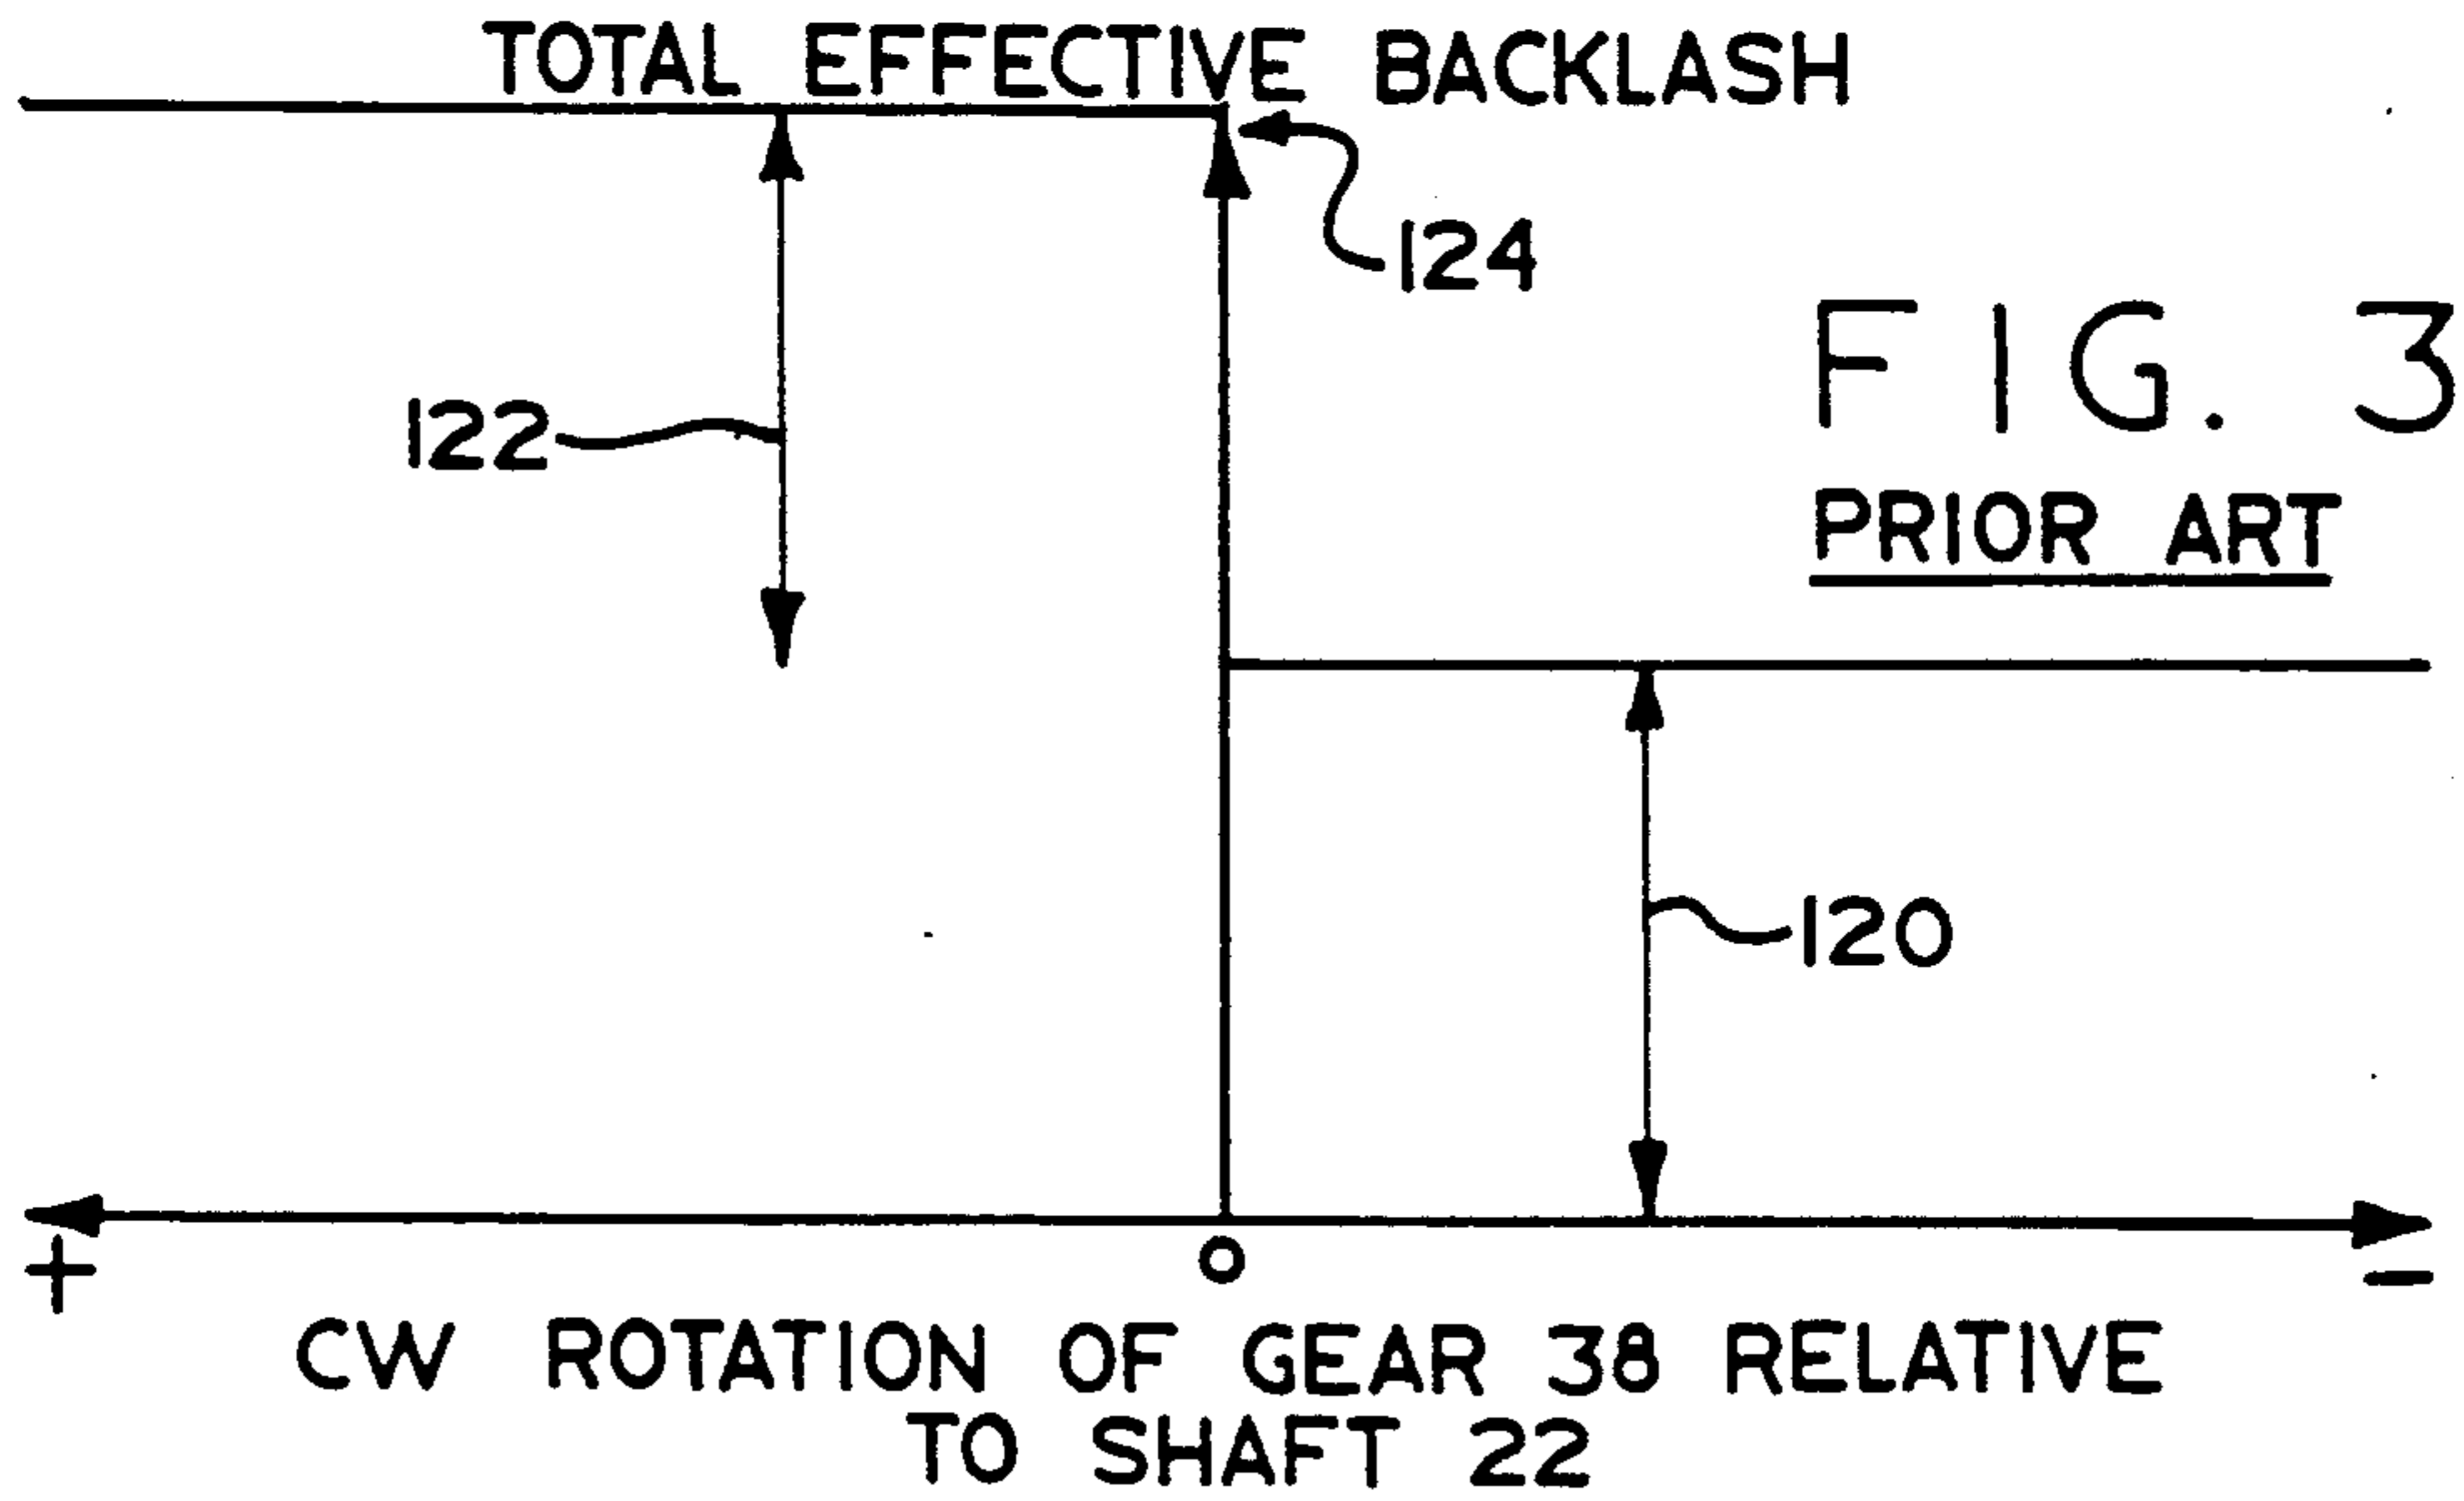 TOTAL EFFECTIVE BACKLASH
124
FIG. 3
122
PRIOR ART
120
+
0
−
CW ROTATION OF GEAR 38 RELATIVE
TO SHAFT 22